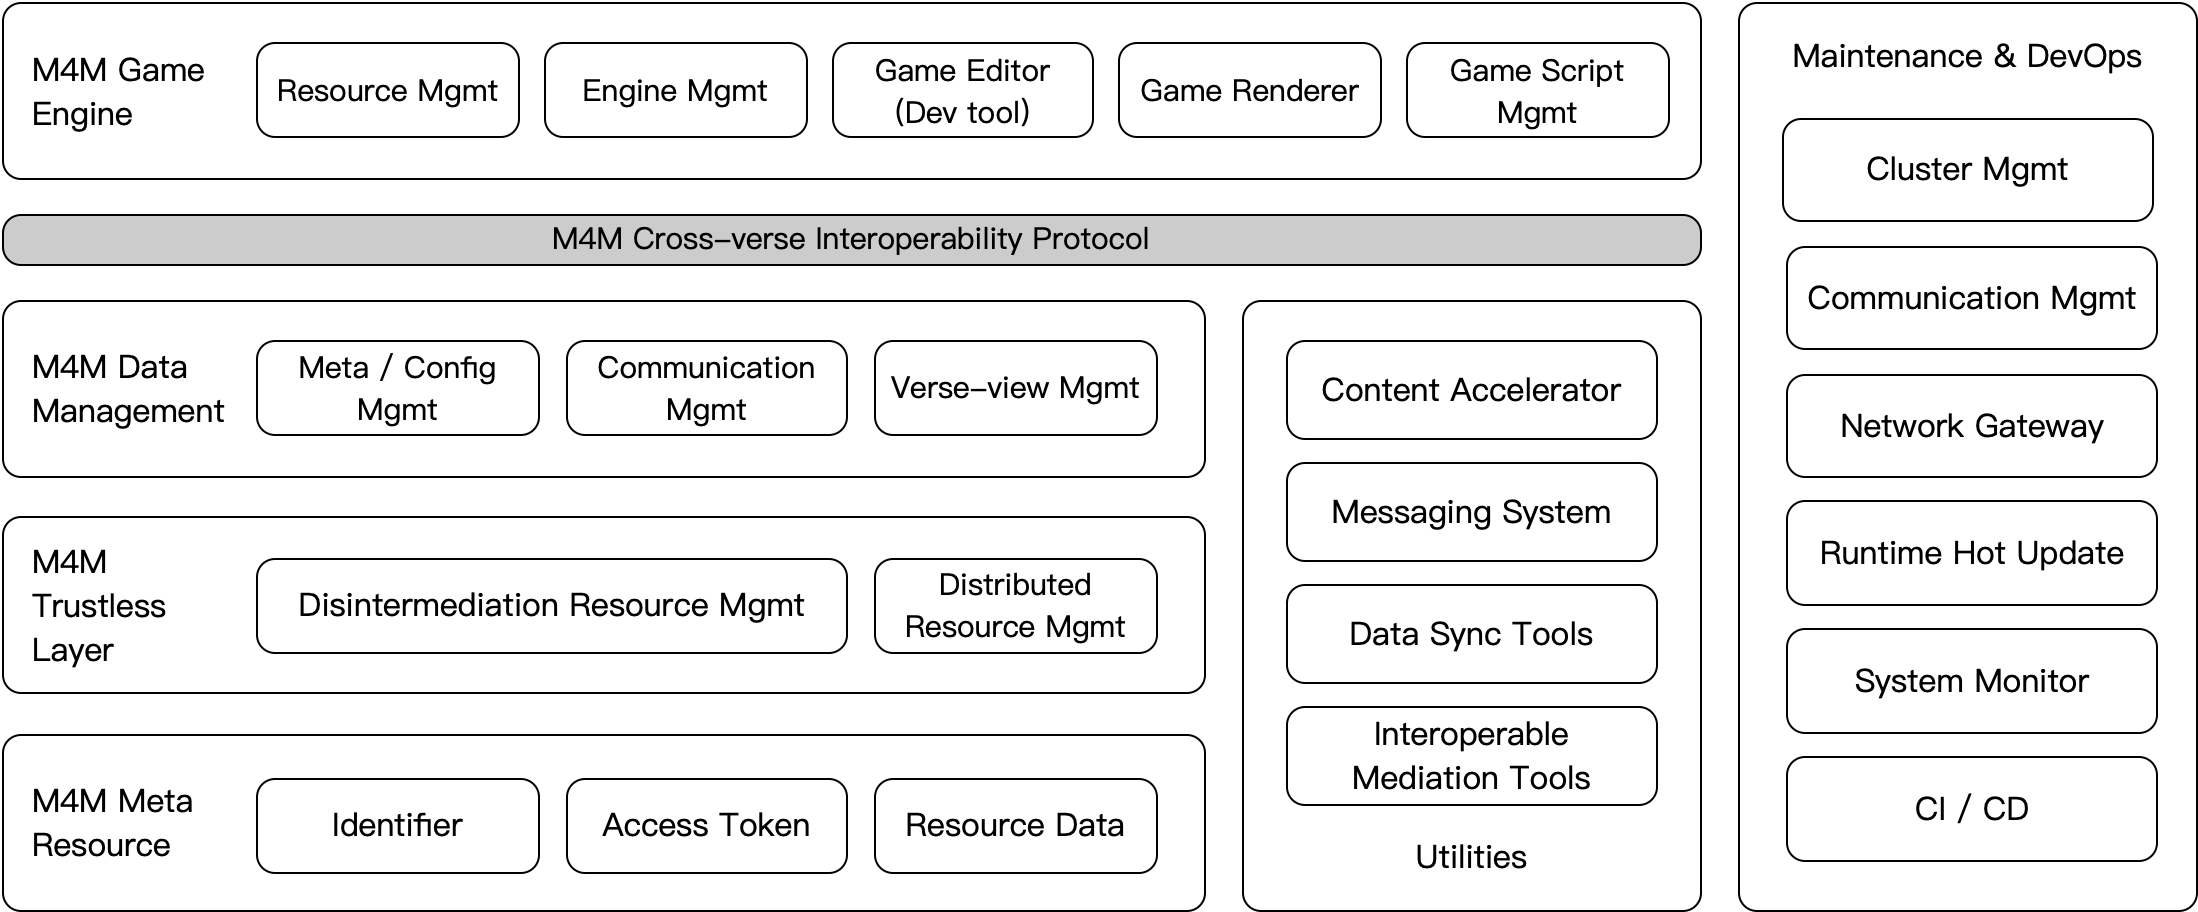 M4M Game
Engine
Resource Mgmt
Engine Mgmt
Game Editor
(Dev tool)
Game Renderer
Game Script
Mgmt
M4M Cross-verse Interoperability Protocol
M4M Data
Management
Meta / Config
Mgmt
Communication
Mgmt
Verse-view Mgmt
M4M
Trustless
Layer
Disintermediation Resource Mgmt
Distributed
Resource Mgmt
M4M Meta
Resource
Identifier
Access Token
Resource Data
Content Accelerator
Messaging System
Data Sync Tools
Interoperable
Mediation Tools
Utilities
Maintenance & DevOps
Cluster Mgmt
Communication Mgmt
Network Gateway
Runtime Hot Update
System Monitor
CI / CD